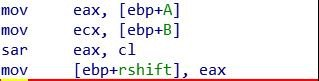 mov eax, [ebp+A]
mov ecx, [ebp+B]
sar eax, cl
mov [ebp+rshift], eax